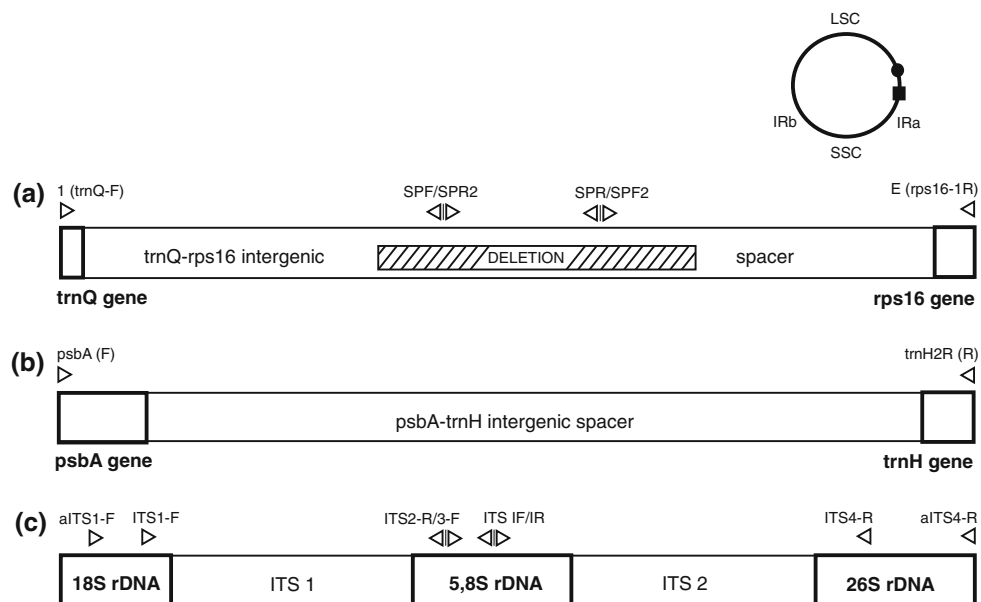 LSC
IRb
IRa
SSC
(a)
1 (trnQ-F)
SPF/SPR2
SPR/SPF2
E (rps16-1R)
trnQ-rps16 intergenic
DELETION
spacer
trnQ gene
rps16 gene
(b)
psbA (F)
trnH2R (R)
psbA-trnH intergenic spacer
psbA gene
trnH gene
(c)
aITS1-F
ITS1-F
ITS2-R/3-F
ITS IF/IR
ITS4-R
aITS4-R
18S rDNA
ITS 1
5,8S rDNA
ITS 2
26S rDNA